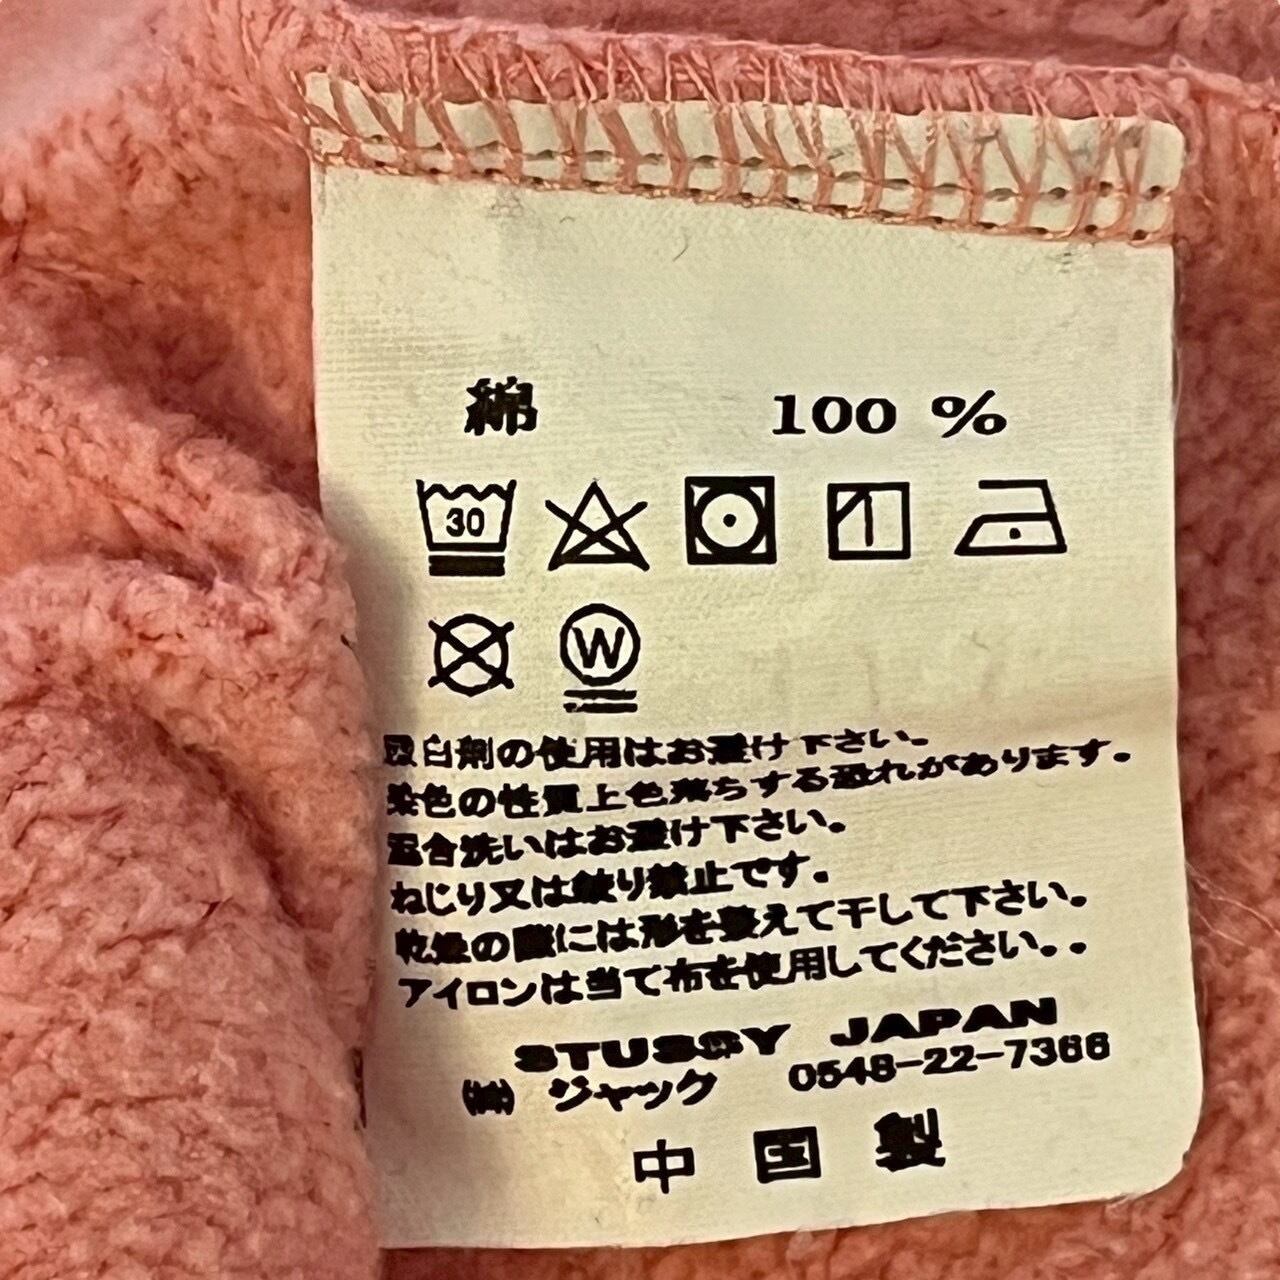 綿 100 %
30
W
漂白剤の使用はお避け下さい。
染色の性質上色落ちする恐れがあります。
混合洗いはお避け下さい。
ねじり又は絞り禁止です。
乾燥の際には形を整えて干して下さい。
アイロンは当て布を使用してください。。
STUSSY JAPAN
㈱ ジャック 0548-22-7366
中国製